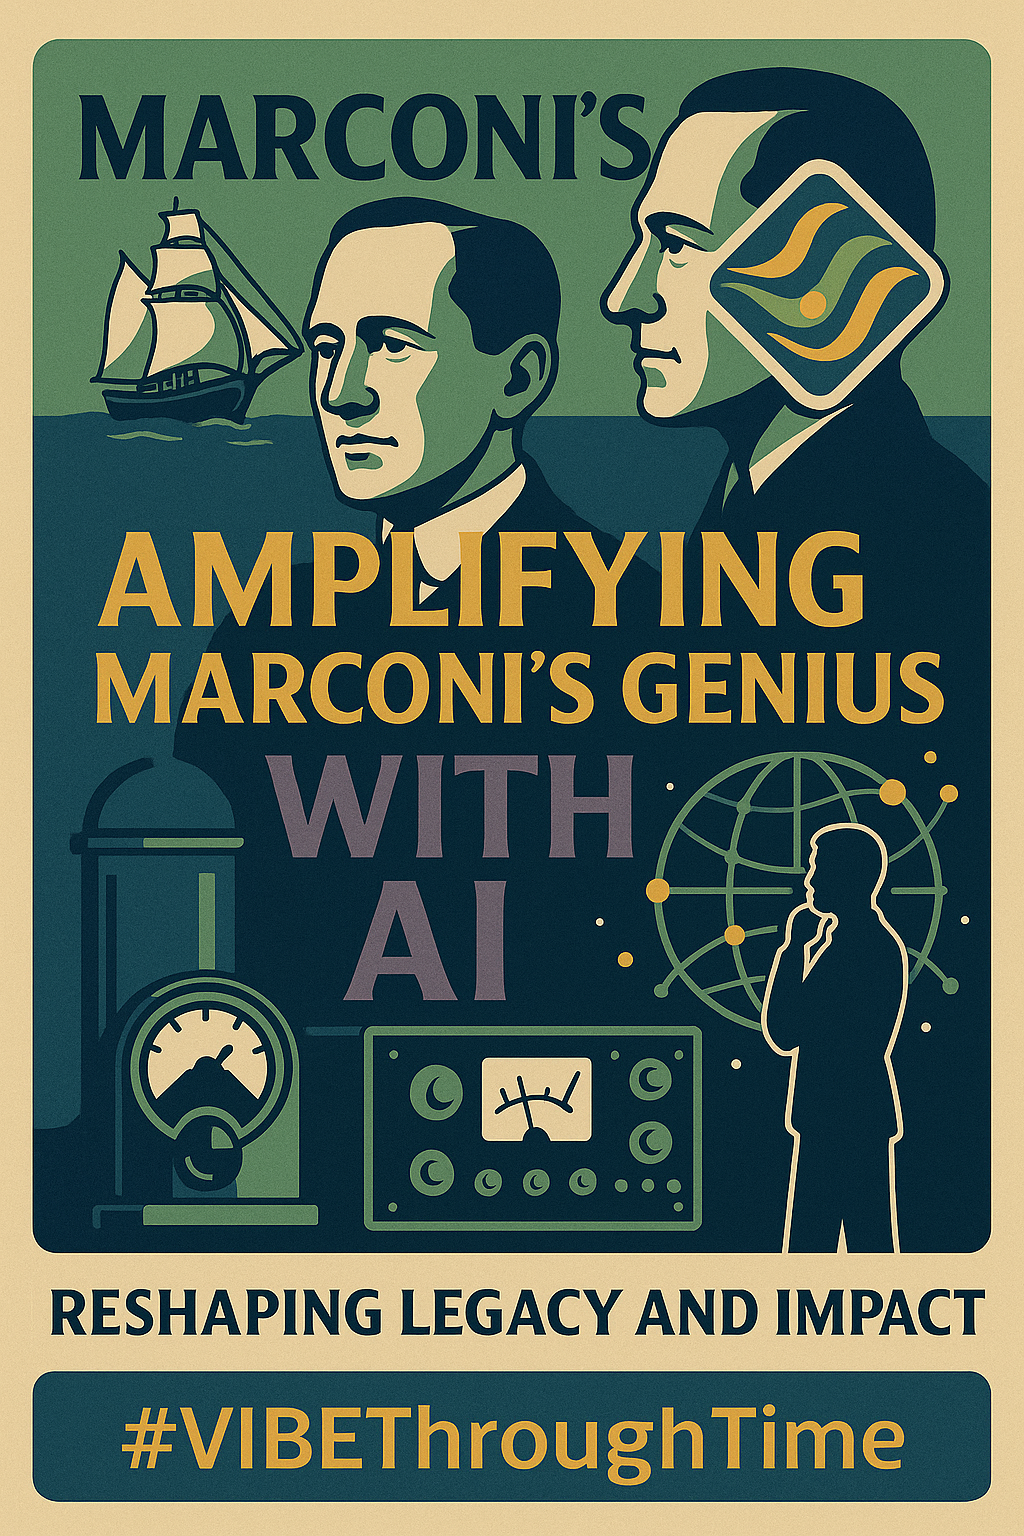 MARCONI'S
AMPLIFYING
MARCONI'S GENIUS
WITH
AI
RESHAPING LEGACY AND IMPACT
#VIBEThroughTime